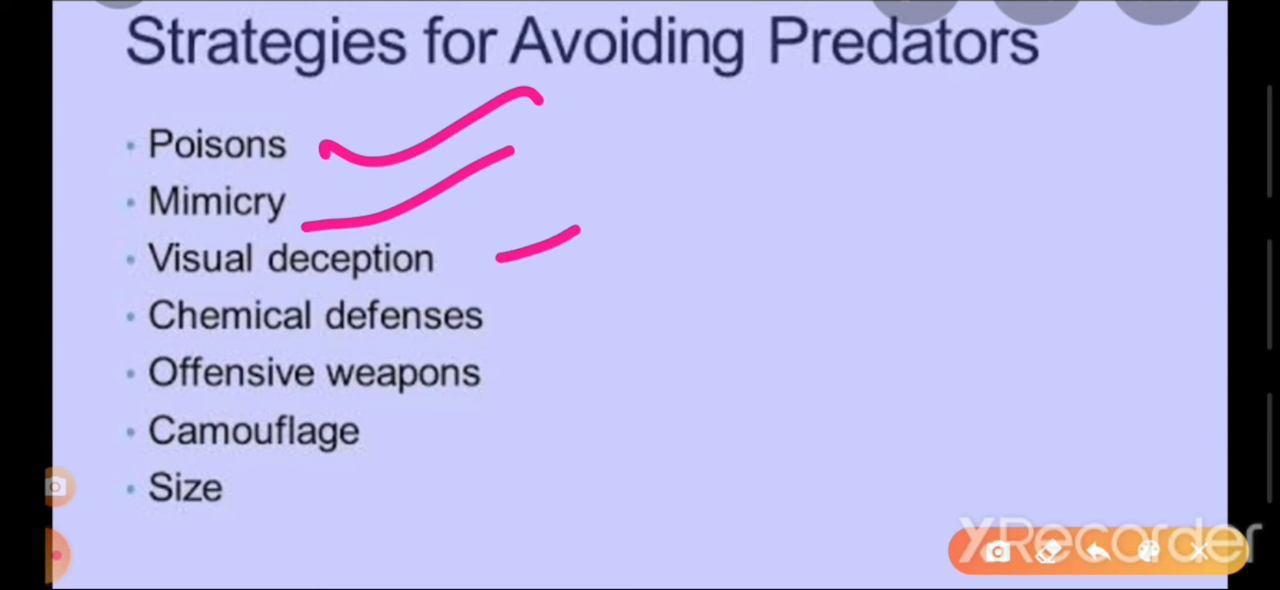 Strategies for Avoiding Predators
• Poisons
• Mimicry
• Visual deception
• Chemical defenses
• Offensive weapons
• Camouflage
• Size
XRecorder